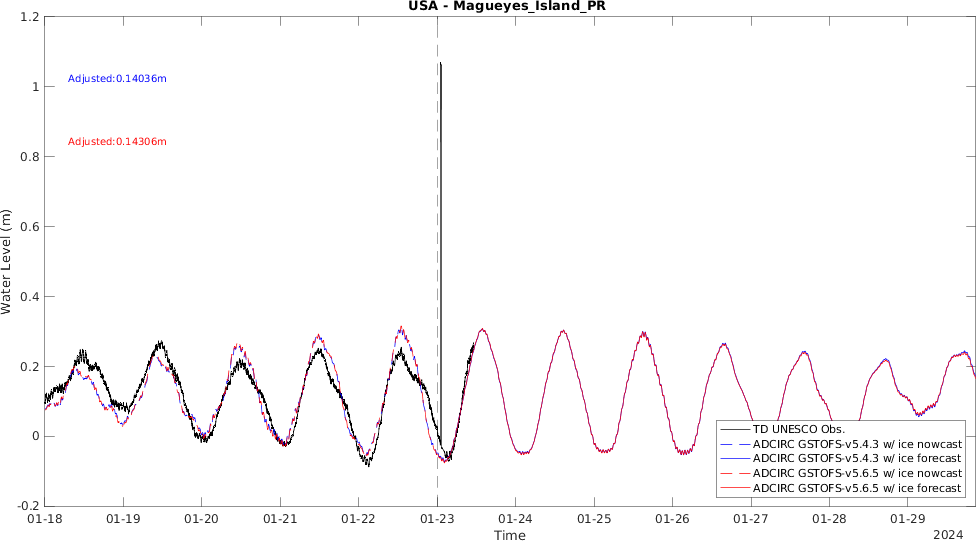 USA - Magueyes_Island_PR
1.2
1
0.8
0.6
0.4
0.2
0
-0.2
Water Level (m)
Adjusted:0.14036m
Adjusted:0.14306m
TD UNESCO Obs.
ADCIRC GSTOFS-v5.4.3 w/ ice nowcast
ADCIRC GSTOFS-v5.4.3 w/ ice forecast
ADCIRC GSTOFS-v5.6.5 w/ ice nowcast
ADCIRC GSTOFS-v5.6.5 w/ ice forecast
01-18 01-19 01-20 01-21 01-22 01-23 01-24 01-25 01-26 01-27 01-28 01-29
Time
2024